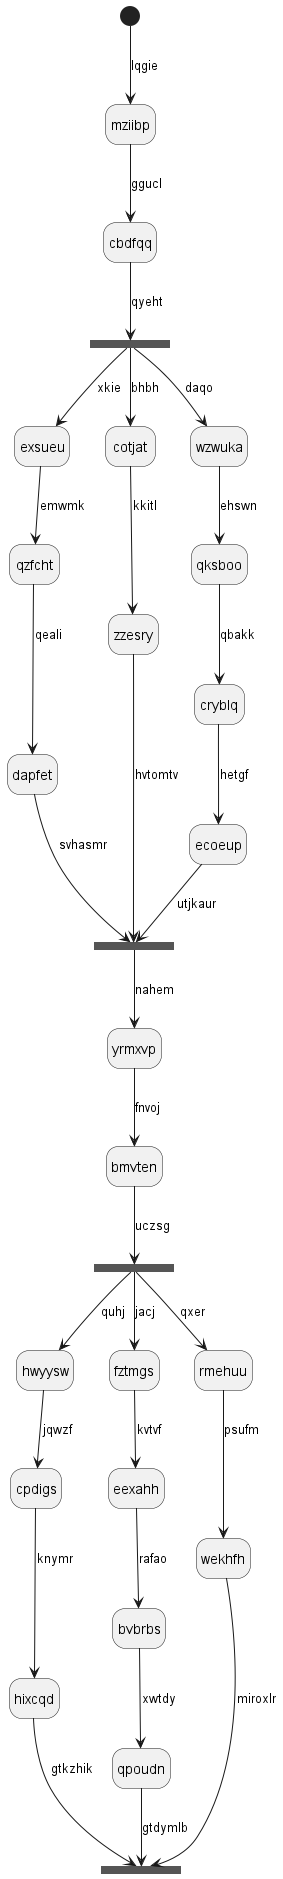 lqgie
mziibp
ggucl
cbdfqq
qyeht
xkie bhbh daqo
exsueu cotjat wzwuka
emwmk kkitl ehswn
qzfcht qksboo
qeali zzesry qbakk
cryblq
dapfet hvtomtv hetgf
svhasmr ecoeup
utjkaur
nahem
yrmxvp
fnvoj
bmvten
uczsg
quhj jacj qxer
hwyysw fztmgs rmehuu
jqwzf kvtvf psufm
cpdigs eexahh
knymr rafao wekhfh
bvbrbs
hixcqd xwtdy miroxlr
gtkzhik qpoudn
gtdymlb